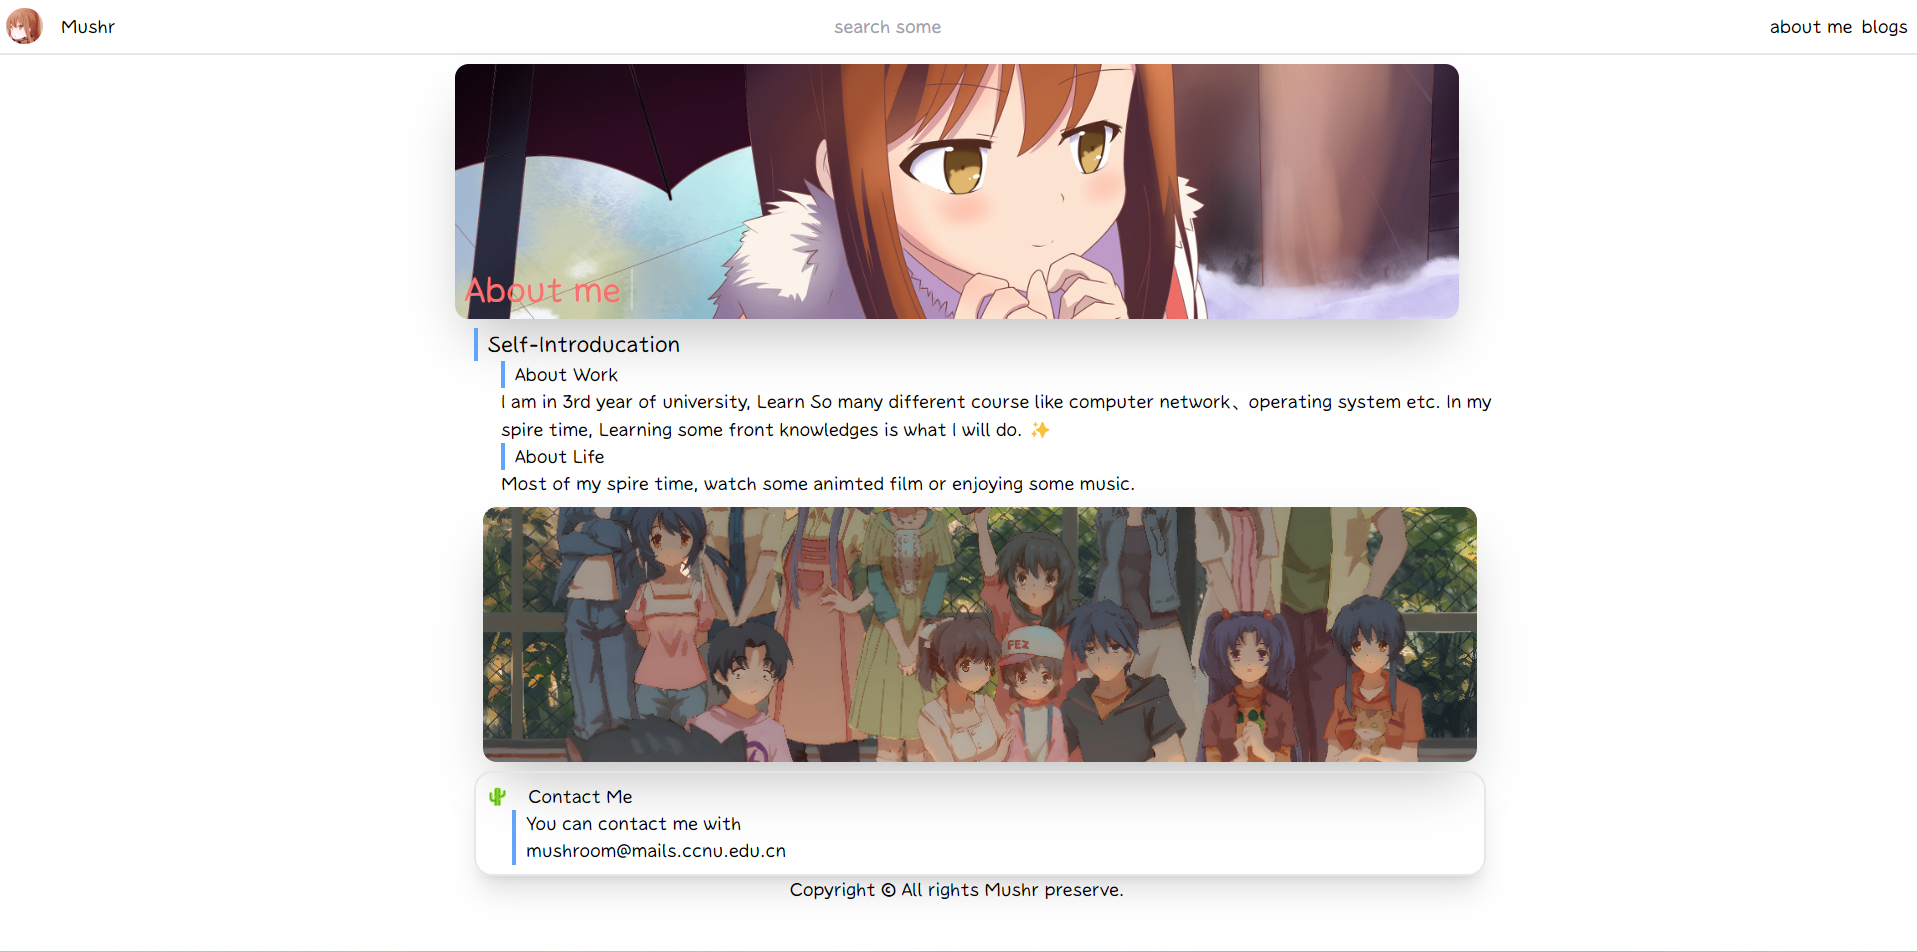 Mushr
search some
about me blogs
About me
Self-Introducation
About Work
I am in 3rd year of university, Learn So many different course like computer network、operating system etc. In my
spire time, Learning some front knowledges is what I will do. ✨
About Life
Most of my spire time, watch some animted film or enjoying some music.
FEZ
🌵 Contact Me
You can contact me with
mushroom@mails.ccnu.edu.cn
Copyright © All rights Mushr preserve.